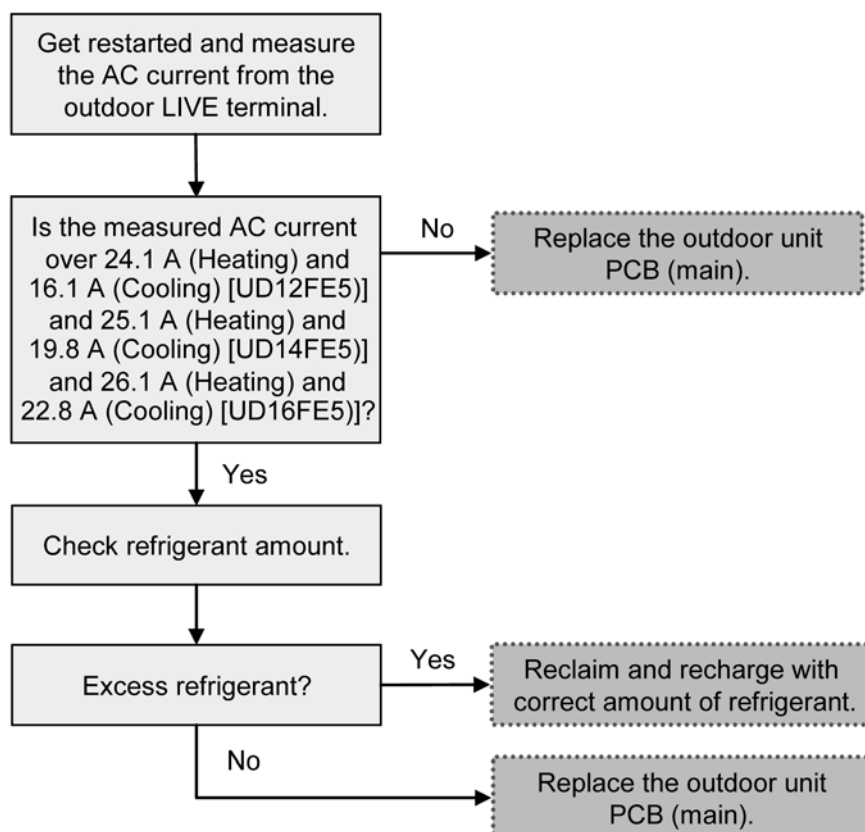 Get restarted and measure
the AC current from the
outdoor LIVE terminal.
Is the measured AC current
over 24.1 A (Heating) and
16.1 A (Cooling) [UD12FE5)]
and 25.1 A (Heating) and
19.8 A (Cooling) [UD14FE5)]
and 26.1 A (Heating) and
22.8 A (Cooling) [UD16FE5)]?
No
Replace the outdoor unit
PCB (main).
Yes
Check refrigerant amount.
Excess refrigerant?
Yes
Reclaim and recharge with
correct amount of refrigerant.
No
Replace the outdoor unit
PCB (main).